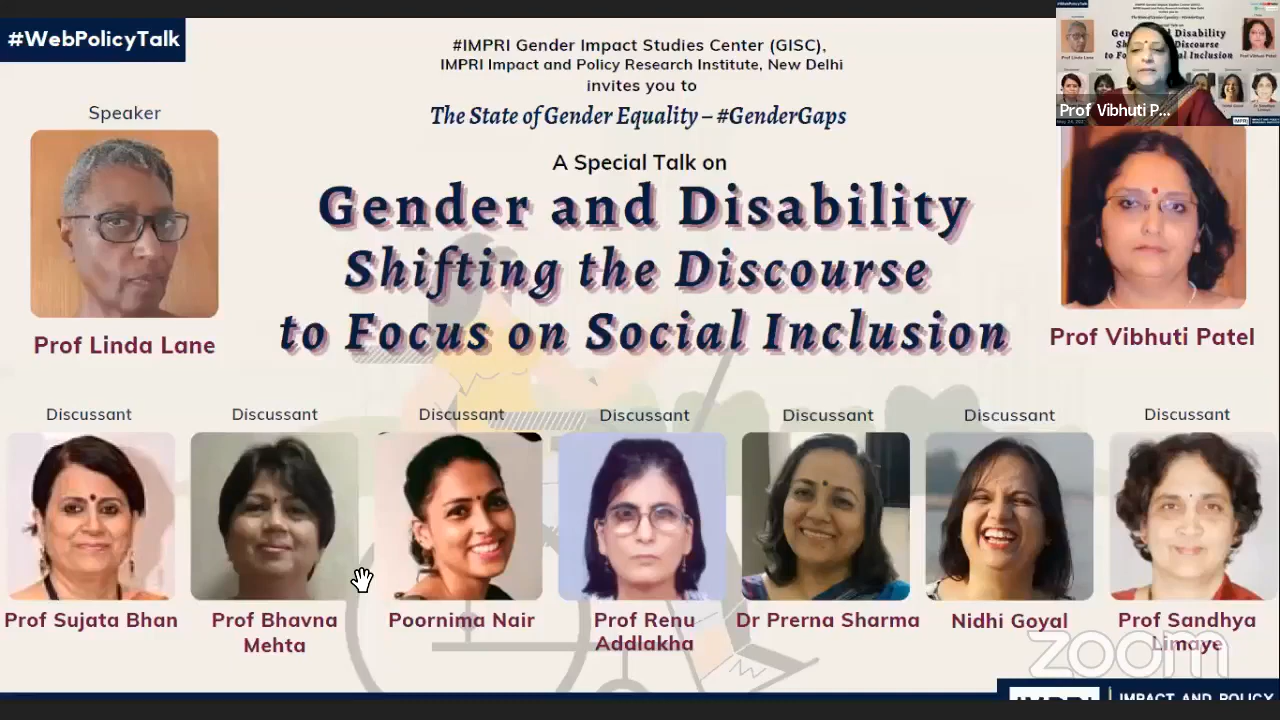 #WebPolicyTalk
#IMPRI Gender Impact Studies Center (GISC),
IMPRI Impact and Policy Research Institute, New Delhi
invites you to
The State of Gender Equality – #GenderGaps
A Special Talk on
Gender and Disability
Shifting the Discourse
to Focus on Social Inclusion
Speaker
Prof Linda Lane
Prof Vibhuti P...
Prof Vibhuti Patel
Discussant
Prof Sujata Bhan
Discussant
Prof Bhavna
Mehta
Discussant
Poornima Nair
Discussant
Prof Renu
Addlakha
Discussant
Dr Prerna Sharma
Discussant
Nidhi Goyal
Discussant
Prof Sandhya
Limaye
zoom
IMPRI
IMPACT AND POLICY